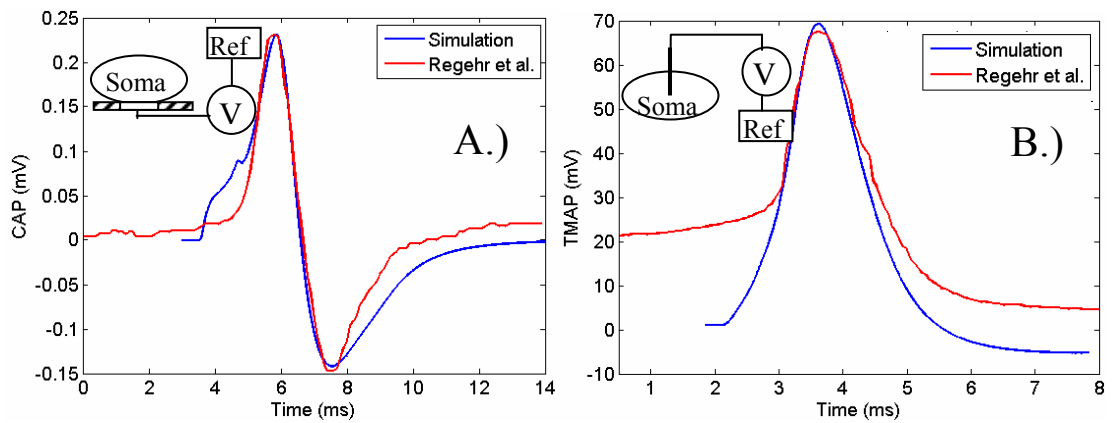 0.25
0.2
0.15
0.1
0.05
0
-0.05
-0.1
-0.15
CAP (mV)
0 2 4 6 8 10 12 14
Time (ms)
Ref
Soma
V
Simulation
Regehr et al.
A.)
70
60
50
40
30
20
10
0
-10
TMAP (mV)
1 2 3 4 5 6 7 8
Time (ms)
V
Soma
Ref
Simulation
Regehr et al.
B.)